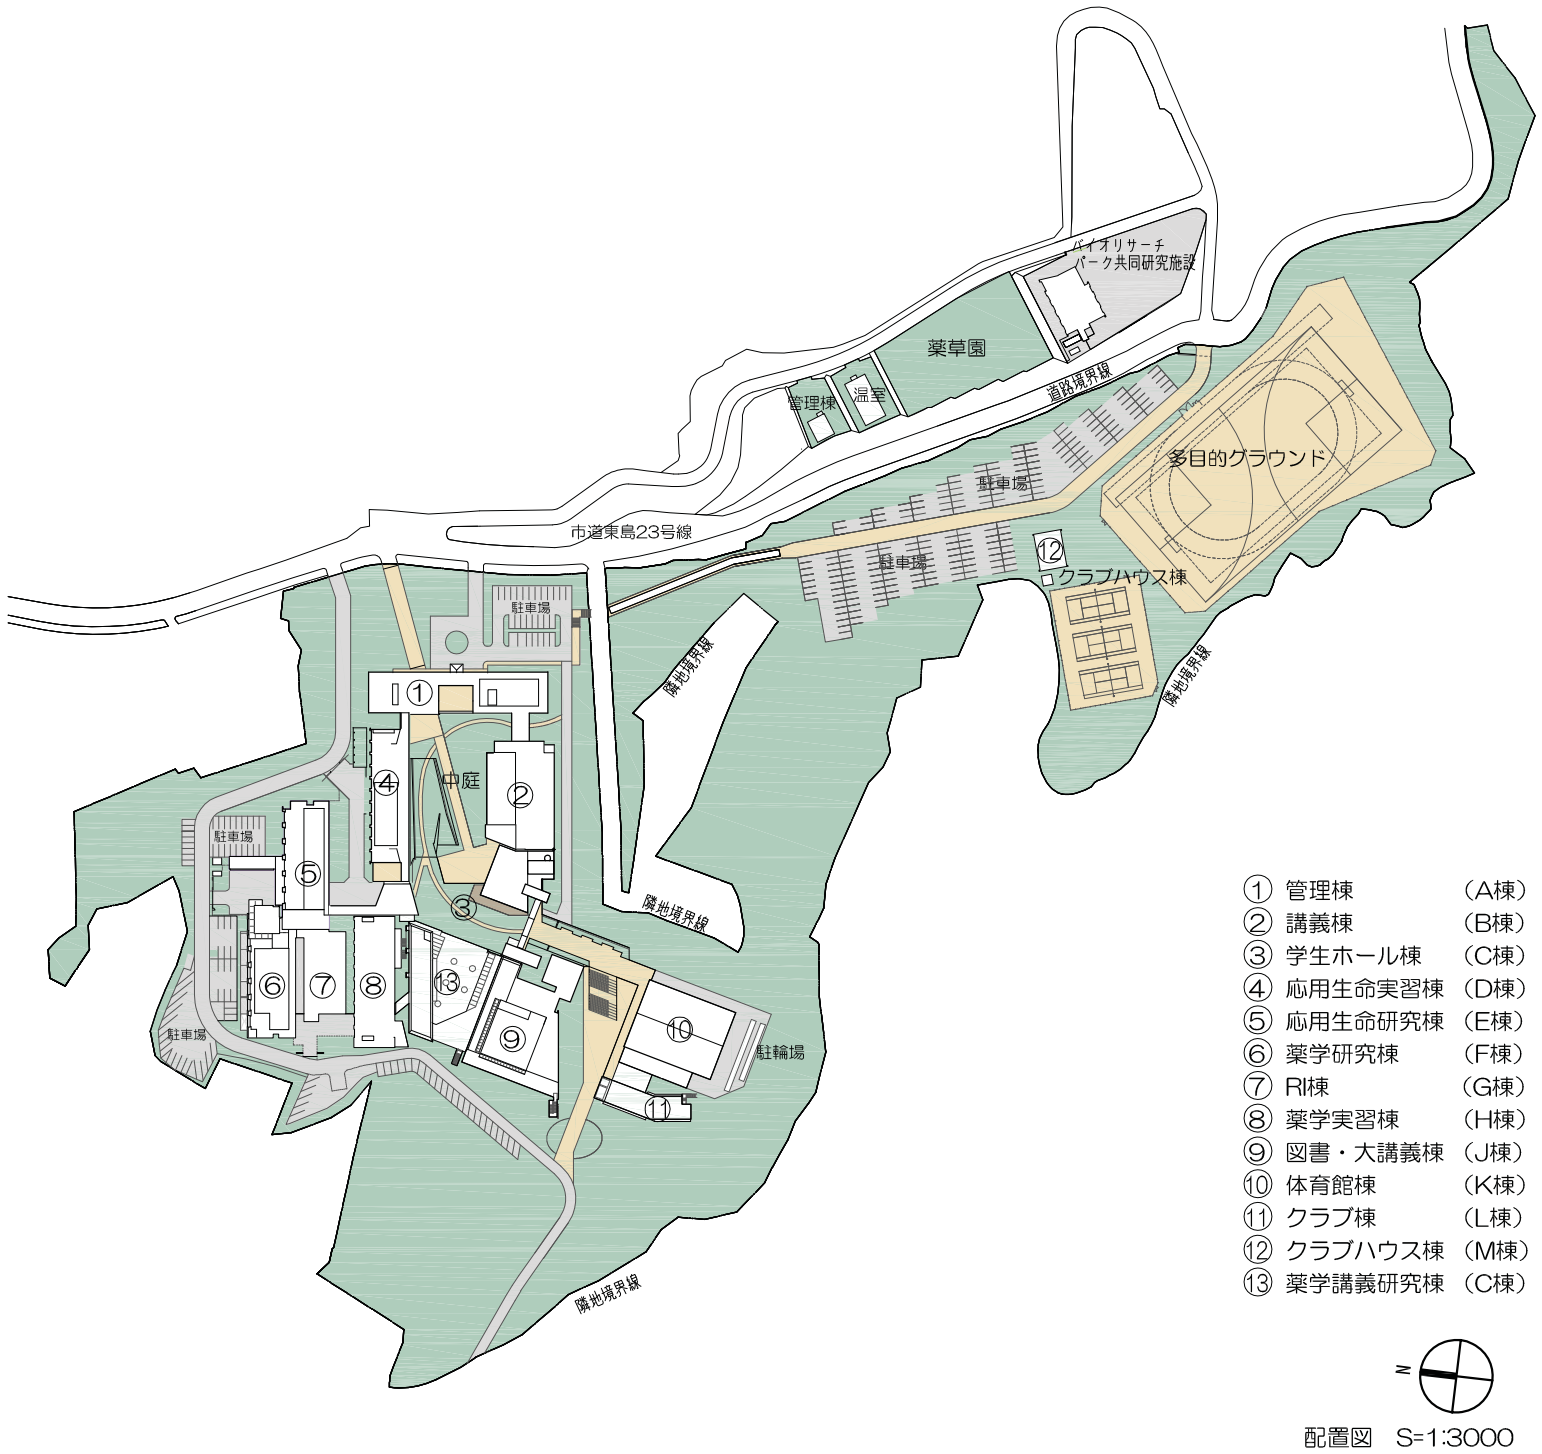 バイオリサーチ
パーク共同研究施設
薬草園
道路境界線
管理棟
温室
多目的グラウンド
駐車場
市道東島23号線
駐車場
12
クラブハウス棟
駐車場
隣地境界線
隣地境界線
①
④
中庭
②
駐車場
⑤
③
隣地境界線
⑥
⑦
⑧
⑬
⑨
⑩
駐車場
駐輪場
⑪
隣地境界線
① 管理棟 （A棟）
② 講義棟 （B棟）
③ 学生ホール棟 （C棟）
④ 応用生命実習棟 （D棟）
⑤ 応用生命研究棟 （E棟）
⑥ 薬学研究棟 （F棟）
⑦ RI棟 （G棟）
⑧ 薬学実習棟 （H棟）
⑨ 図書・大講義棟 （J棟）
⑩ 体育館棟 （K棟）
⑪ クラブ棟 （L棟）
⑫ クラブハウス棟 （M棟）
⑬ 薬学講義研究棟 （C棟）
N
配置図 S=1:3000